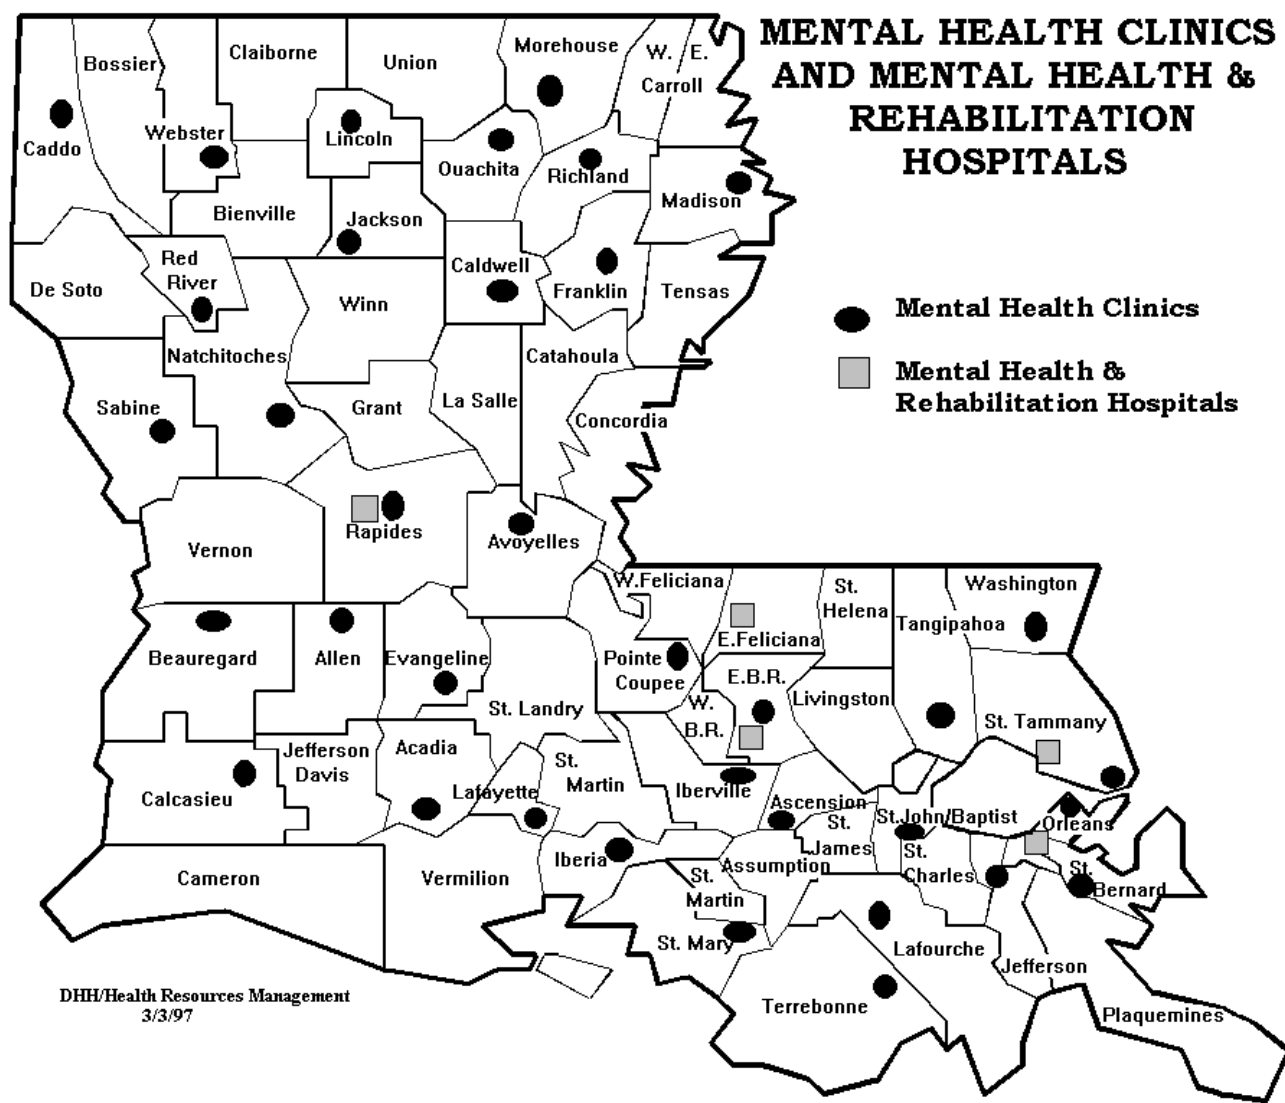 MENTAL HEALTH CLINICS
AND MENTAL HEALTH &
REHABILITATION
HOSPITALS
Mental Health Clinics
Mental Health &
Rehabilitation Hospitals
Bossier
Claiborne
Union
Morehouse
W. E.
Carroll
Caddo
Webster
Lincoln
Ouachita
Richland
Madison
Bienville
Jackson
De Soto
Red
River
Winn
Caldwell
Franklin
Tensas
Natchitoches
Catahoula
Sabine
Grant
La Salle
Concordia
Vernon
Rapides
Avoyelles
W.Feliciana
E.Feliciana
St.
Helena
Tangipahoa
Washington
Beauregard
Allen
Evangeline
Pointe
Coupee
E.B.R.
W.
B.R.
Livingston
St. Landry
St. Tammany
Calcasieu
Jefferson
Davis
Acadia
Lafayette
St.
Martin
Iberville
Ascension
St.John/Baptist
Orleans
Cameron
Vermilion
Iberia
St.
Martin
Assumption
St.
James
St.
Charles
St.
Bernard
St. Mary
Lafourche
Jefferson
Terrebonne
Plaquemines
DHH/Health Resources Management
3/3/97